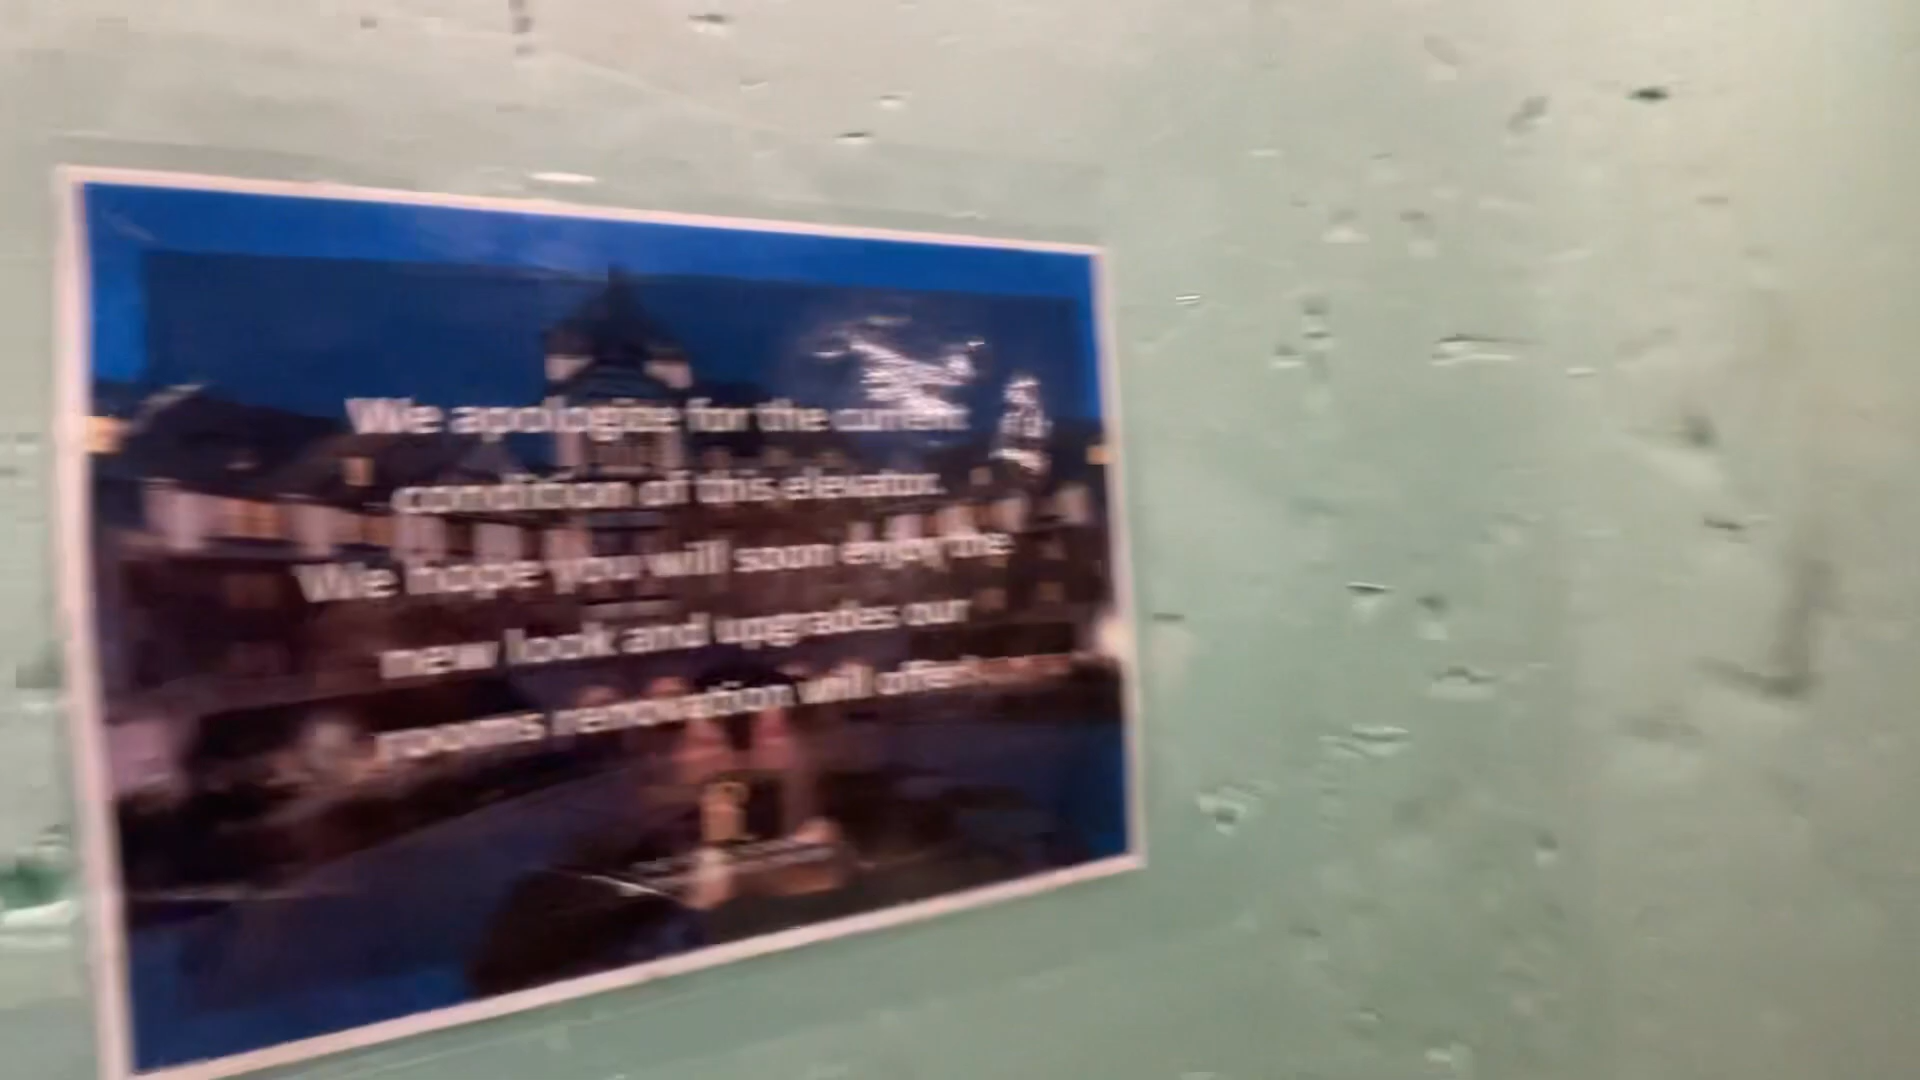 We apologize for the current
condition of this elevator.
We hope you will soon enjoy the
new look and upgrades our
rooms renovation will offer!